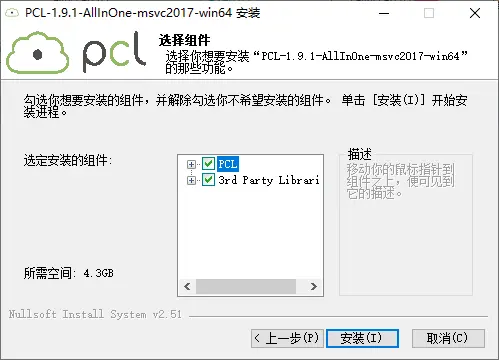 PCL-1.9.1-AllInOne-msvc2017-win64 安装
pcl
选择组件
选择你想要安装“PCL-1.9.1-AllInOne-msvc2017-win64”
的那些功能。
勾选你想要安装的组件，并解除勾选你不希望安装的组件。 单击 [安装(I)] 开始安
装进程。
选定安装的组件:
PCL
3rd Party Librari
描述
移动你的鼠标指针到
组件之上，便可见到
它的描述。
所需空间: 4.3GB
Nullsoft Install System v2.51
< 上一步(P)
安装(I)
取消(C)